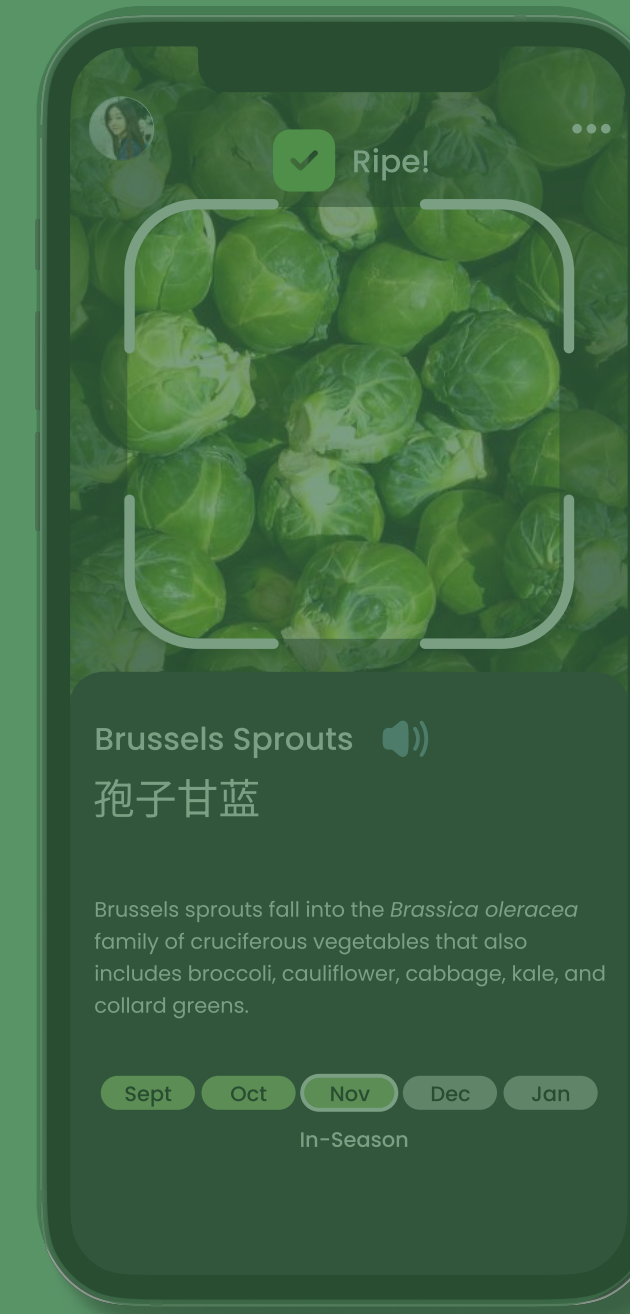 Ripe!
Brussels Sprouts
孢子甘蓝
Brussels sprouts fall into the Brassica oleracea
family of cruciferous vegetables that also
includes broccoli, cauliflower, cabbage, kale, and
collard greens.
Sept Oct Nov Dec Jan
In-Season